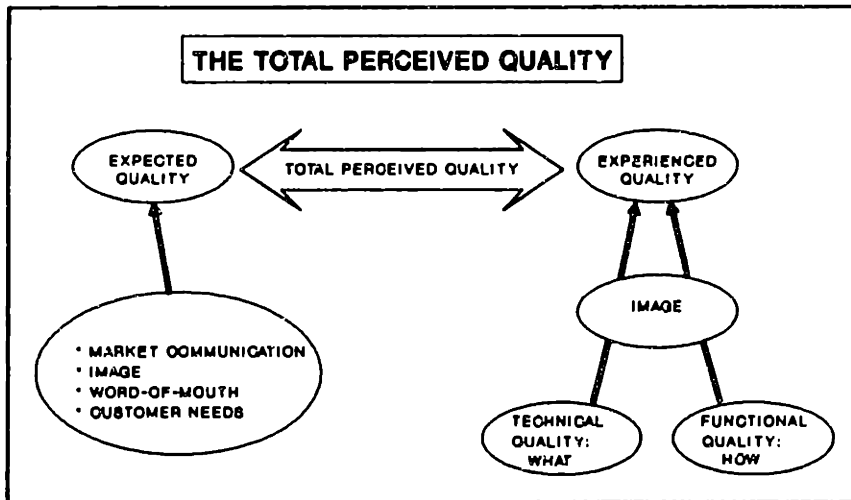 THE TOTAL PERCEIVED QUALITY
EXPECTED
QUALITY
TOTAL PERCEIVED QUALITY
EXPERIENCED
QUALITY
IMAGE
• MARKET COMMUNICATION
• IMAGE
• WORD-OF-MOUTH
• CUSTOMER NEEDS
TECHNICAL
QUALITY:
WHAT
FUNCTIONAL
QUALITY:
HOW